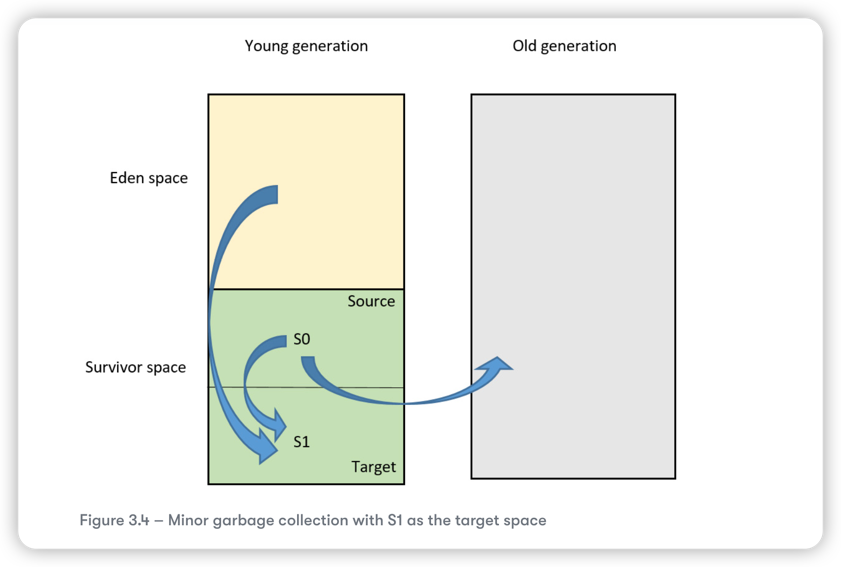 Young generation
Old generation
Eden space
Source
S0
Survivor space
S1
Target
Figure 3.4 – Minor garbage collection with S1 as the target space